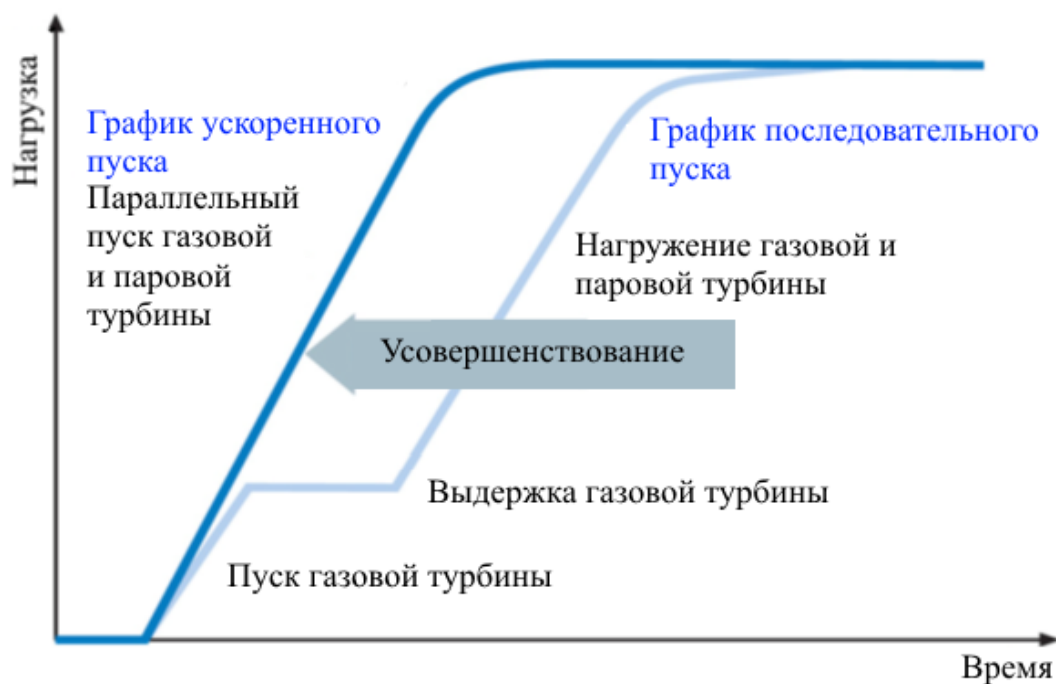 Нагрузка
График ускоренного
пуска
Параллельный
пуск газовой
и паровой
турбины
График последовательного
пуска
Нагружение газовой и
паровой турбины
Усовершенствование
Выдержка газовой турбины
Пуск газовой турбины
Время